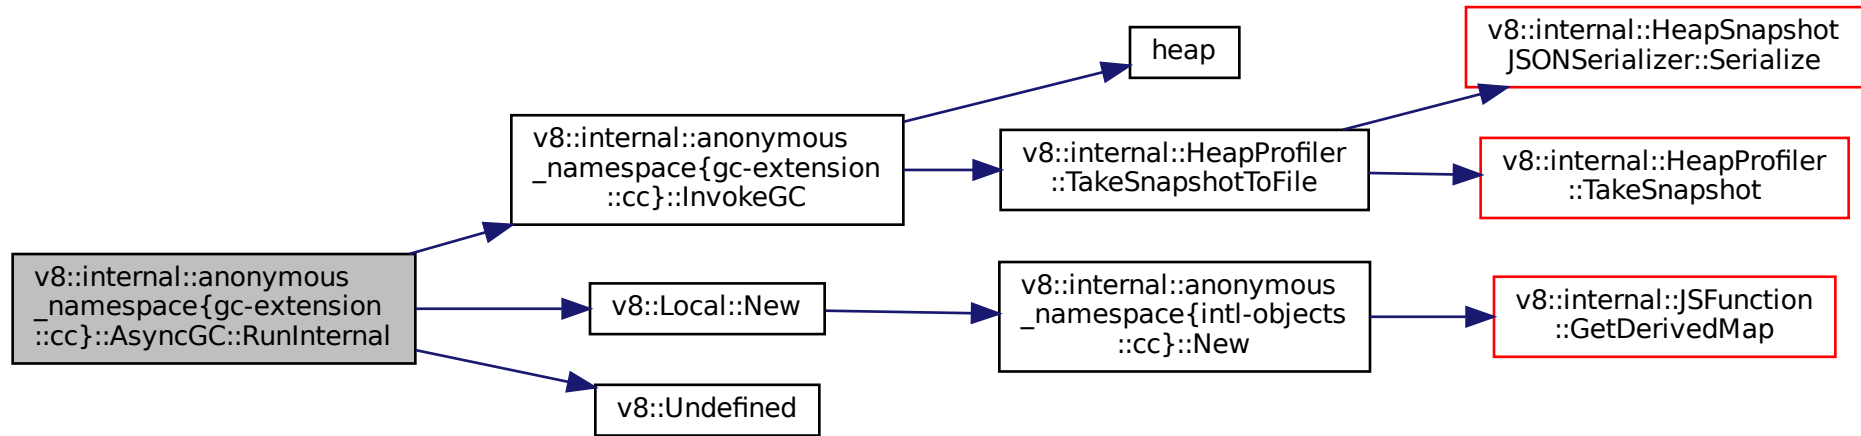 v8::internal::anonymous
_namespace{gc-extension
::cc}::AsyncGC::RunInternal
v8::internal::anonymous
_namespace{gc-extension
::cc}::InvokeGC
heap
v8::internal::HeapProfiler
::TakeSnapshotToFile
v8::internal::HeapSnapshot
JSONSerializer::Serialize
v8::internal::HeapProfiler
::TakeSnapshot
v8::Local::New
v8::internal::anonymous
_namespace{intl-objects
::cc}::New
v8::internal::JSFunction
::GetDerivedMap
v8::Undefined